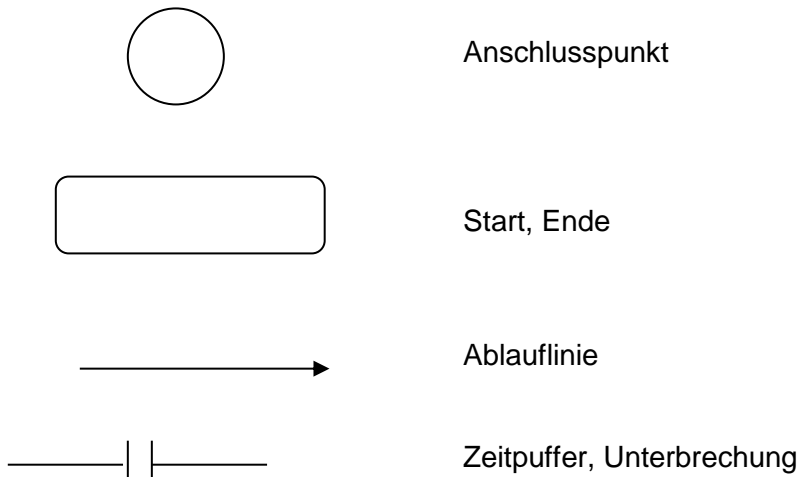 Anschlusspunkt
Start, Ende
Ablauflinie
Zeitpuffer, Unterbrechung